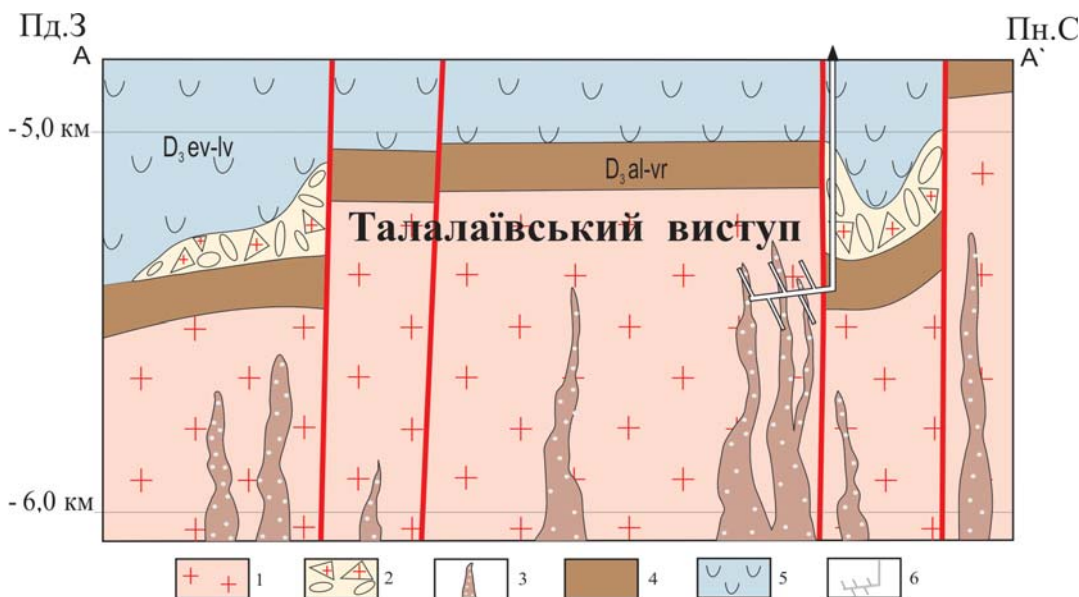 Пд.З
Пн.С
А
А`
-5,0 км
D₃ev-lv
D₃al-vr
Талалаївський виступ
-6,0 км
1
2
3
4
5
6